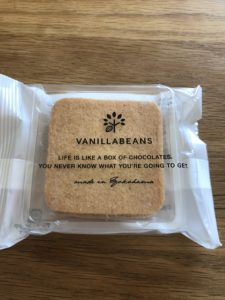 VANILLABEANS
LIFE IS LIKE A BOX OF CHOCOLATES.
YOU NEVER KNOW WHAT YOU'RE GOING TO GET.
made in Yokohama